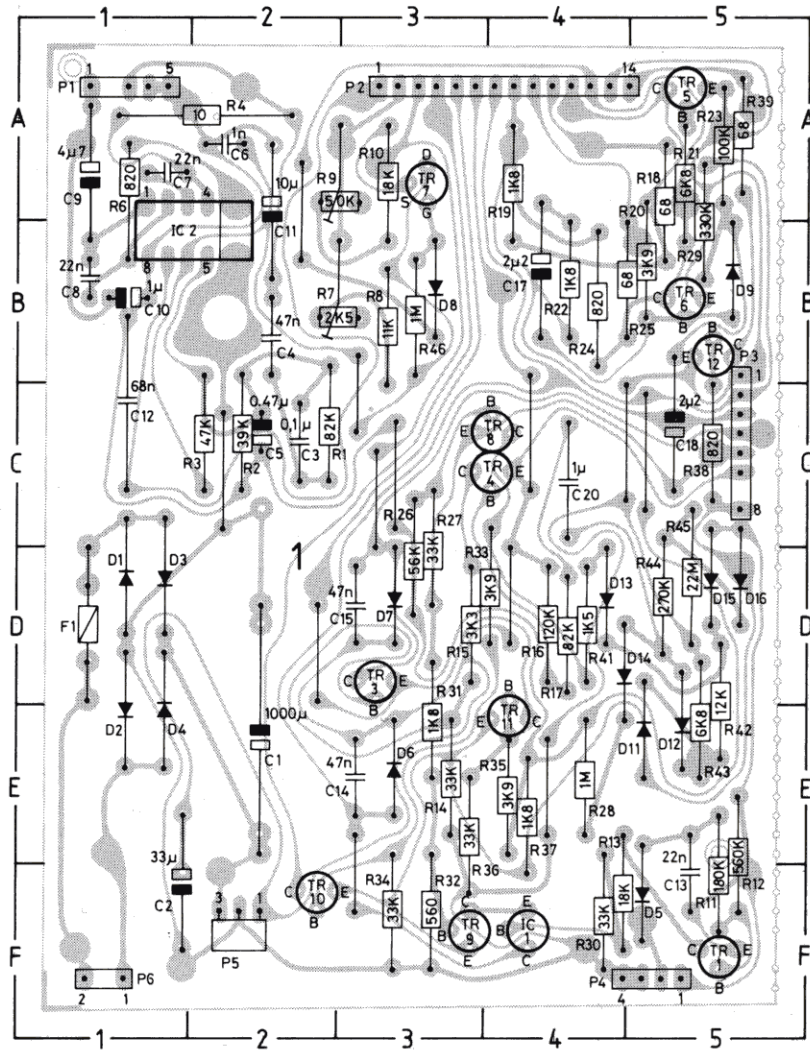 1 2 3 4 5
A A
B B
C C
D D
E E
F F
1 2 3 4 5
P1 1 5
P2 1 14
C TR 5 E B
10 R4
4µ7
C9
820
R6
22n
C7
1n
C6
10µ
C11
1 4
IC 2
8 5
22n
C8
1µ
C10
R9
R10
18K
D TR 7 S G
R19
1K8
R18
68
R21
6K8
R23
100K
R39
68
R20
330K
R29
3K9
R7
2K5
47n
C4
R8
11K
1M
R46
D8
2µ2
C17
R22
1K8
820
R24
68
R25
C TR 6 E B
D9
B C TR 12 E
P3 1 8
68n
C12
47K
R3
39K
R2
0.47µ
C5
0,1µ
C3
82K
R1
B E TR 8 C
C TR 4 E B
1µ
C20
2µ2
C18
820
R38
R26
R27
56K
33K
R33
3K9
R45
R44
22M
270K
D15
D16
1
D1
D3
F1
47n
C15
D7
3K3
R15
R16
120K
82K
1K5
R17
R41
D13
D14
C TR 3 E B
R31
1K8
B E TR 11 C
12K
R42
6K8
R43
D11
D12
D2
D4
1000µ
C1
47n
C14
D6
R14
33K
33K
R36
R35
3K9
1K8
R37
1M
R28
33µ
C2
3 1
P5
C TR 10 E B
R34
33K
R32
560
C B TR 9 E
E B IC 1 C
R30
33K
R13
18K
D5
22n
C13
R11
180K
560K
R12
C TR 1 E B
P6
2 1
P4
4 1